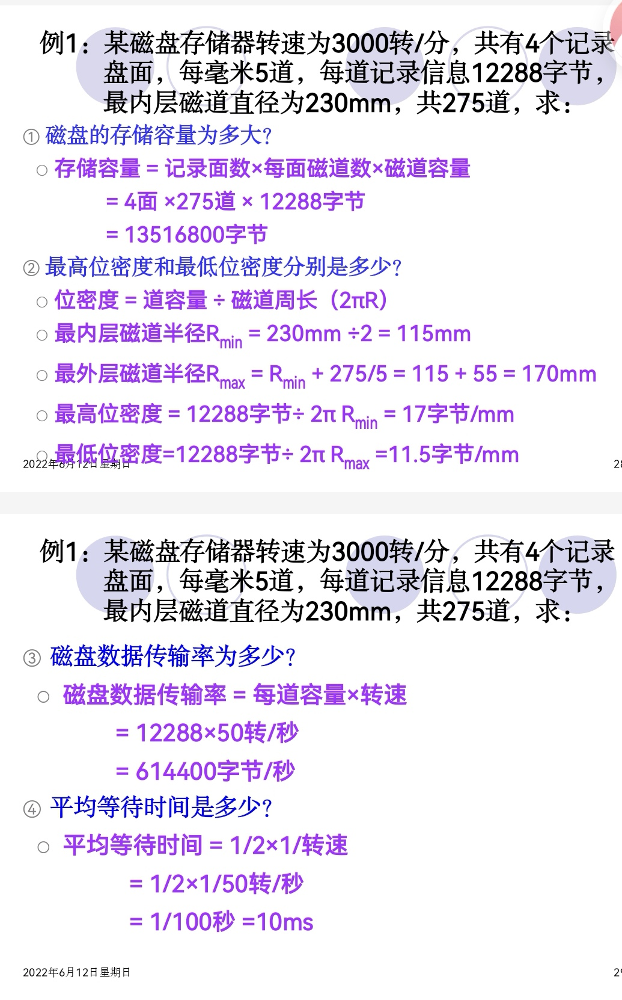 例1：某磁盘存储器转速为3000转/分，共有4个记录
盘面，每毫米5道，每道记录信息12288字节，
最内层磁道直径为230mm，共275道，求：
① 磁盘的存储容量为多大?
○ 存储容量 = 记录面数×每面磁道数×磁道容量
= 4面 ×275道 × 12288字节
= 13516800字节
② 最高位密度和最低位密度分别是多少?
○ 位密度 = 道容量 ÷ 磁道周长（2πR）
○ 最内层磁道半径Rmin = 230mm ÷2 = 115mm
○ 最外层磁道半径Rmax = Rmin + 275/5 = 115 + 55 = 170mm
○ 最高位密度 = 12288字节÷ 2π Rmin = 17字节/mm
○ 最低位密度=12288字节÷ 2π Rmax =11.5字节/mm
2022年6月12日星期日
例1：某磁盘存储器转速为3000转/分，共有4个记录
盘面，每毫米5道，每道记录信息12288字节，
最内层磁道直径为230mm，共275道，求：
③ 磁盘数据传输率为多少?
○ 磁盘数据传输率 = 每道容量×转速
= 12288×50转/秒
= 614400字节/秒
④ 平均等待时间是多少?
○ 平均等待时间 = 1/2×1/转速
= 1/2×1/50转/秒
= 1/100秒 =10ms
2022年6月12日星期日